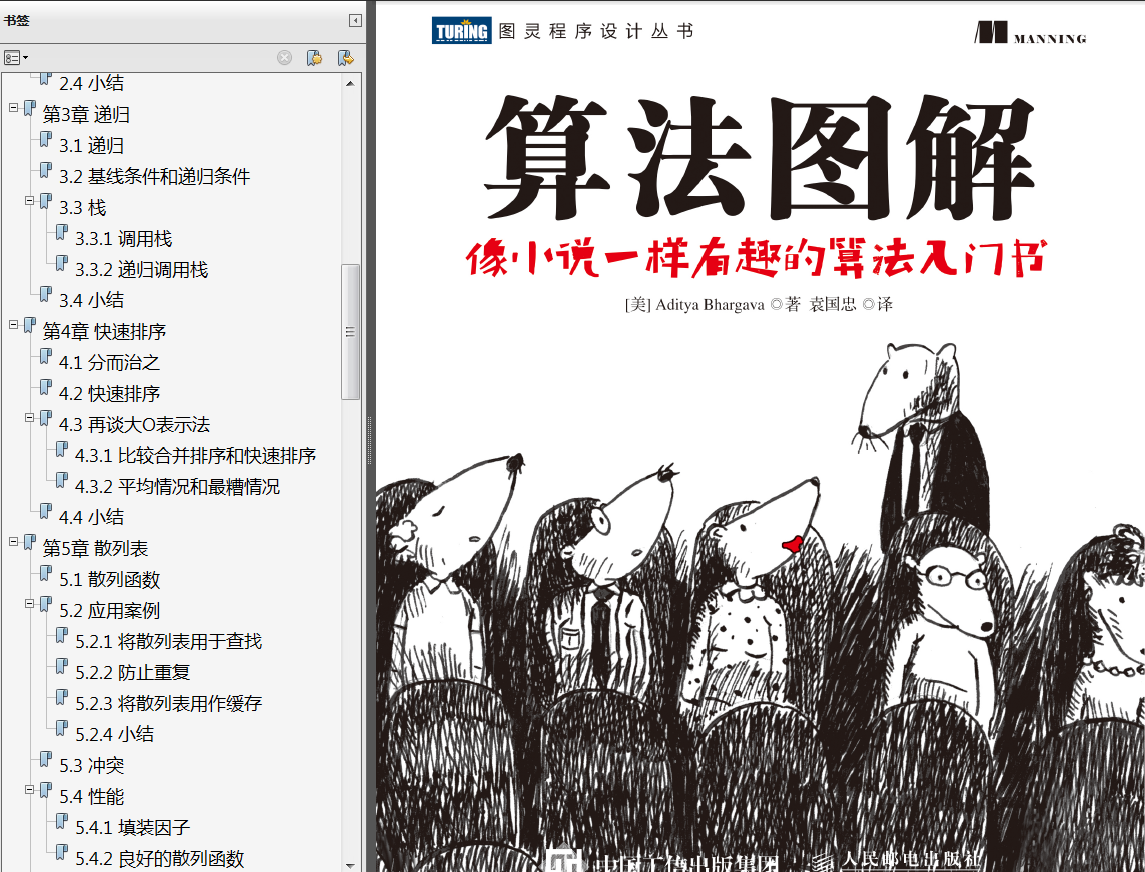 书签
2.4 小结
第3章 递归
3.1 递归
3.2 基线条件和递归条件
3.3 栈
3.3.1 调用栈
3.3.2 递归调用栈
3.4 小结
第4章 快速排序
4.1 分而治之
4.2 快速排序
4.3 再谈大O表示法
4.3.1 比较合并排序和快速排序
4.3.2 平均情况和最糟情况
4.4 小结
第5章 散列表
5.1 散列函数
5.2 应用案例
5.2.1 将散列表用于查找
5.2.2 防止重复
5.2.3 将散列表用作缓存
5.2.4 小结
5.3 冲突
5.4 性能
5.4.1 填装因子
5.4.2 良好的散列函数
TURING 图灵程序设计丛书
MANNING
算法图解
像小说一样有趣的算法入门书
[美] Aditya Bhargava ◎著 袁国忠 ◎译
中国工信出版集团 人民邮电出版社